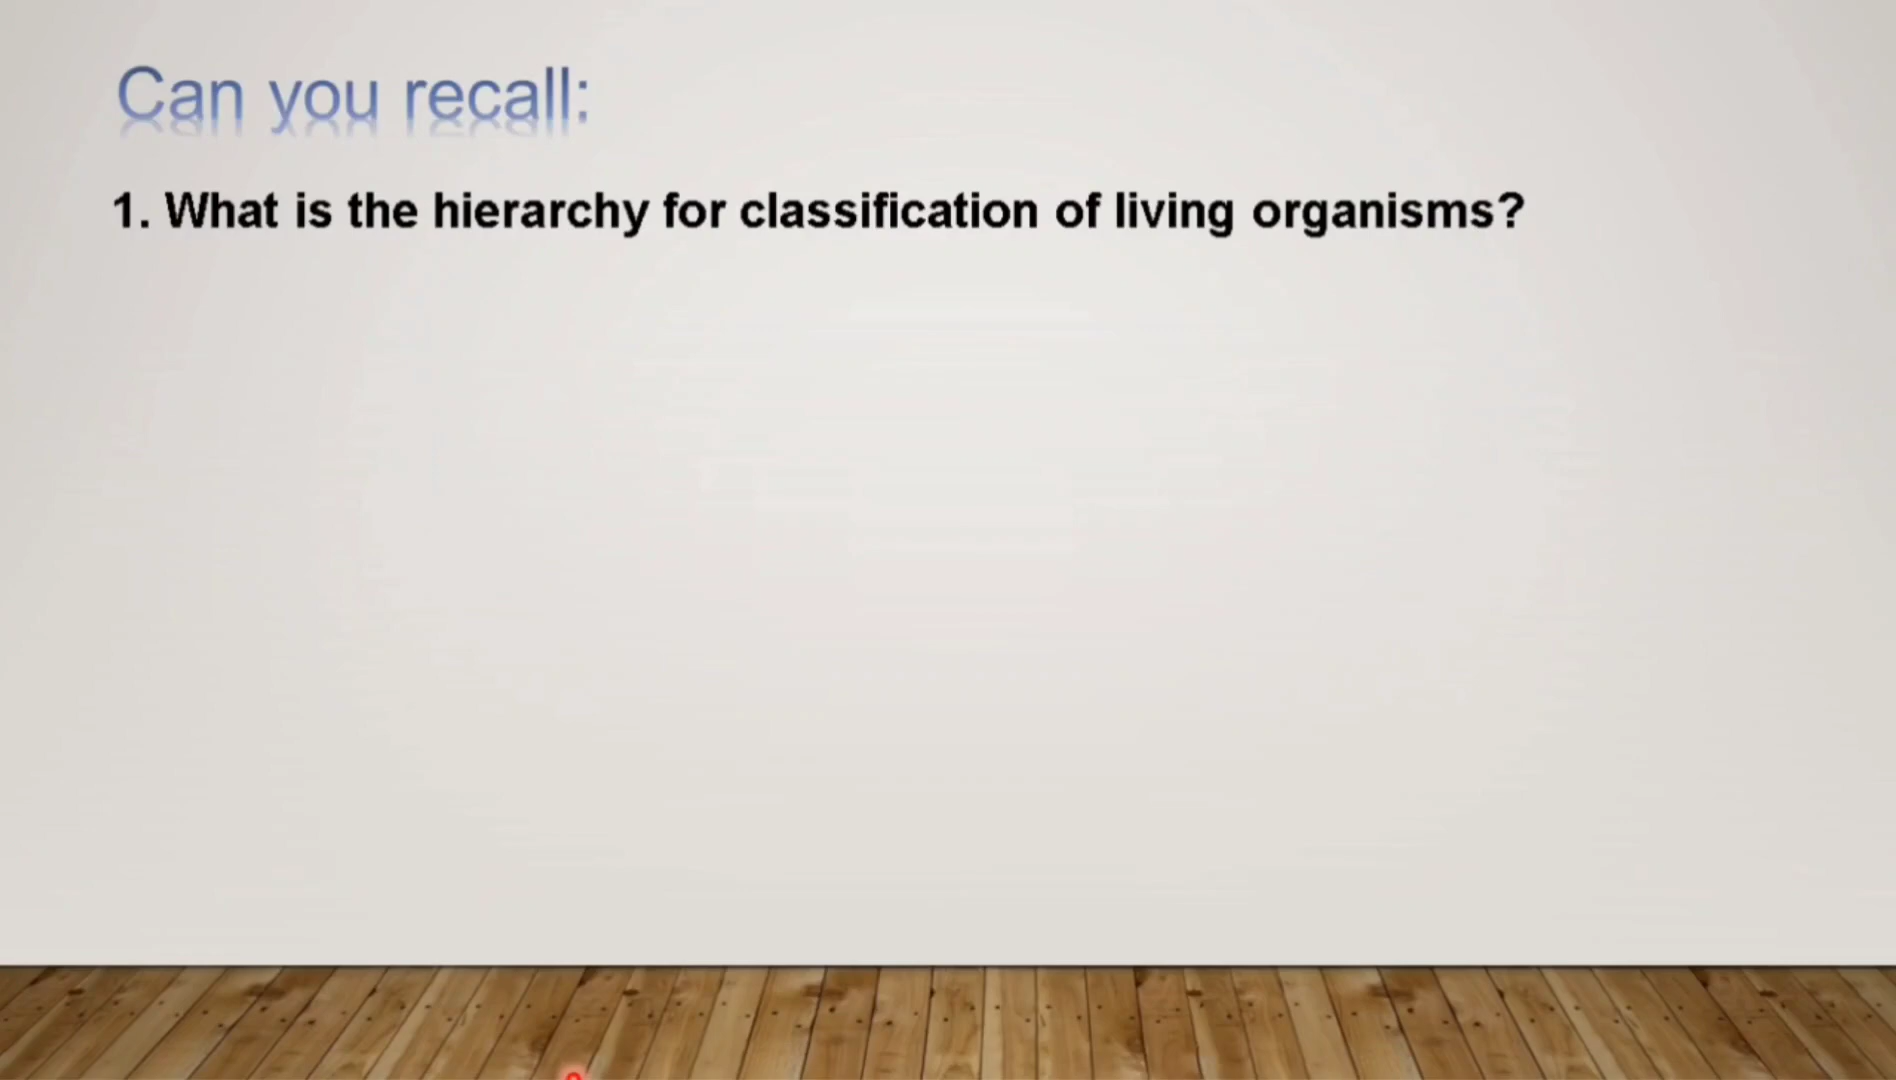 Can you recall:
1. What is the hierarchy for classification of living organisms?